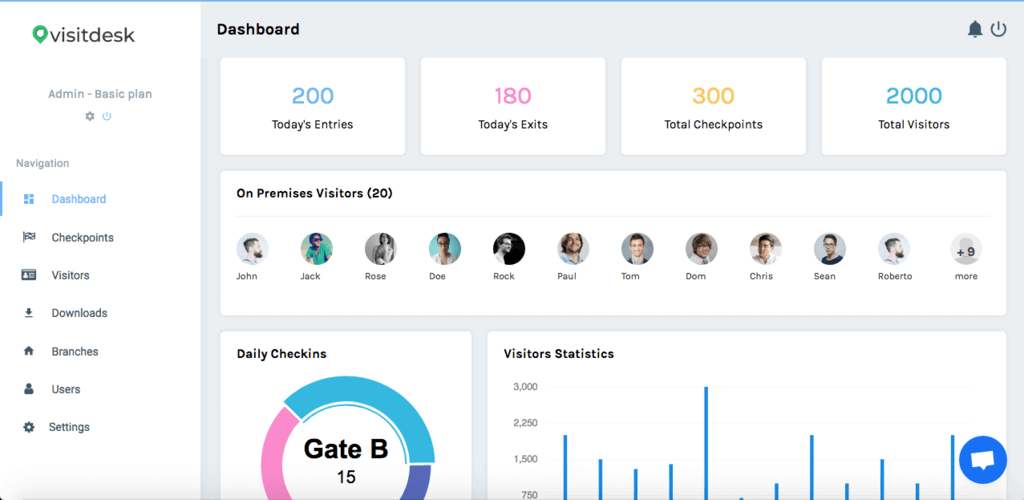 visitdesk
Admin - Basic plan
Navigation
Dashboard
Checkpoints
Visitors
Downloads
Branches
Users
Settings
Dashboard
200
Today's Entries
180
Today's Exits
300
Total Checkpoints
2000
Total Visitors
On Premises Visitors (20)
John
Jack
Rose
Doe
Rock
Paul
Tom
Dom
Chris
Sean
Roberto
+ 9
more
Daily Checkins
Gate B
15
Visitors Statistics
3,000
2,250
1,500
750